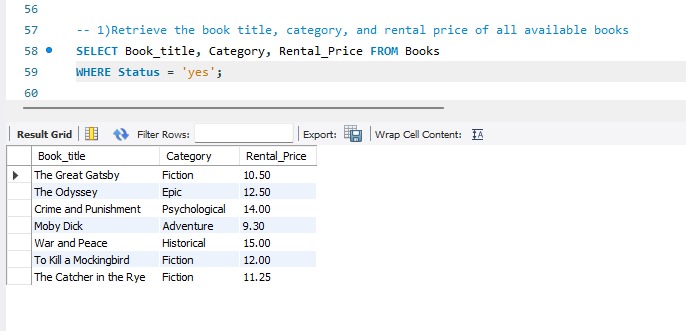 56
57 -- 1)Retrieve the book title, category, and rental price of all available books
58 SELECT Book_title, Category, Rental_Price FROM Books
59 WHERE Status = 'yes';
60
Result Grid Filter Rows: Export: Wrap Cell Content: IA
Book_title Category Rental_Price
The Great Gatsby Fiction 10.50
The Odyssey Epic 12.50
Crime and Punishment Psychological 14.00
Moby Dick Adventure 9.30
War and Peace Historical 15.00
To Kill a Mockingbird Fiction 12.00
The Catcher in the Rye Fiction 11.25